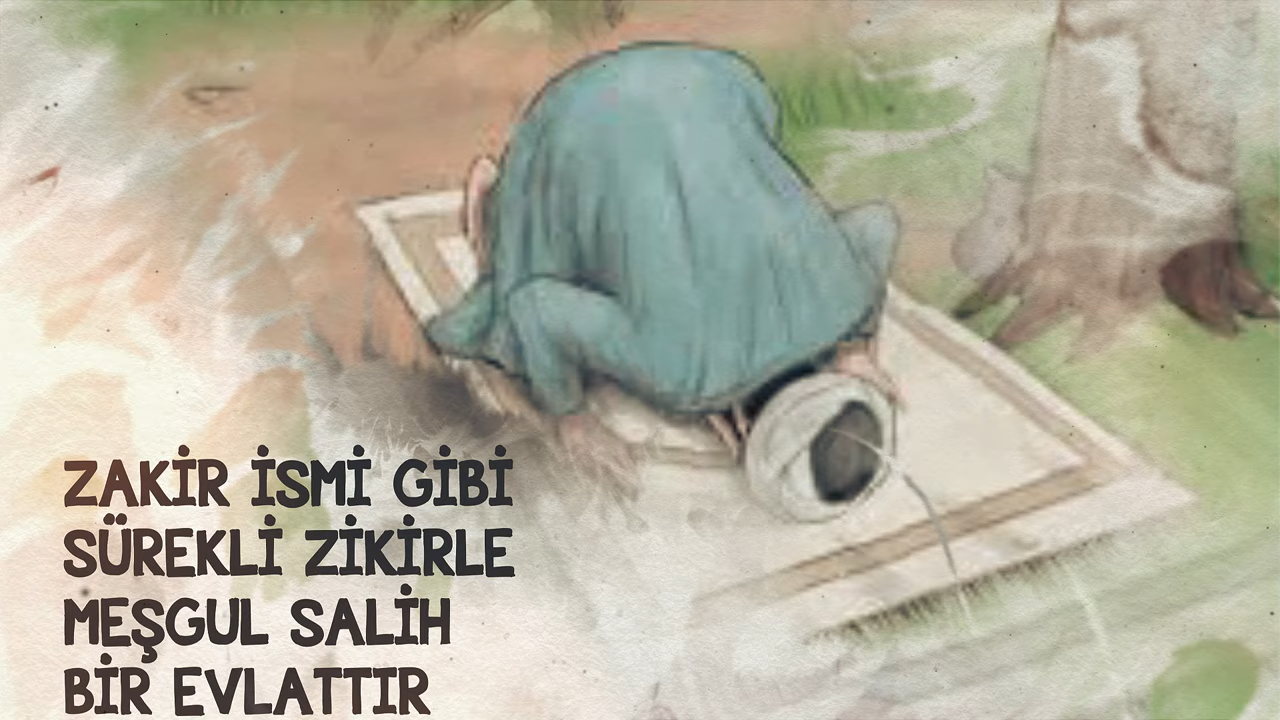 ZAKİR İSMİ GİBİ
SÜREKLİ ZİKİRLE
MEŞGUL SALİH
BİR EVLATTIR